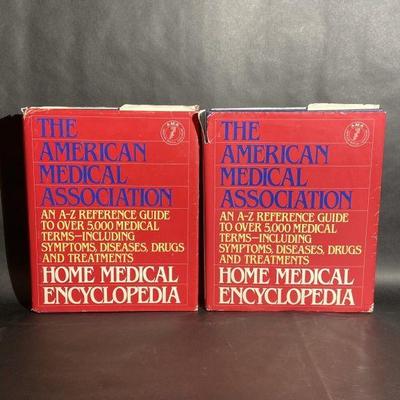 THE
AMERICAN
MEDICAL
ASSOCIATION
AN A-Z REFERENCE GUIDE
TO OVER 5,000 MEDICAL
TERMS—INCLUDING
SYMPTOMS, DISEASES, DRUGS
AND TREATMENTS
HOME MEDICAL
ENCYCLOPEDIA
THE
AMERICAN
MEDICAL
ASSOCIATION
AN A-Z REFERENCE GUIDE
TO OVER 5,000 MEDICAL
TERMS—INCLUDING
SYMPTOMS, DISEASES, DRUGS
AND TREATMENTS
HOME MEDICAL
ENCYCLOPEDIA